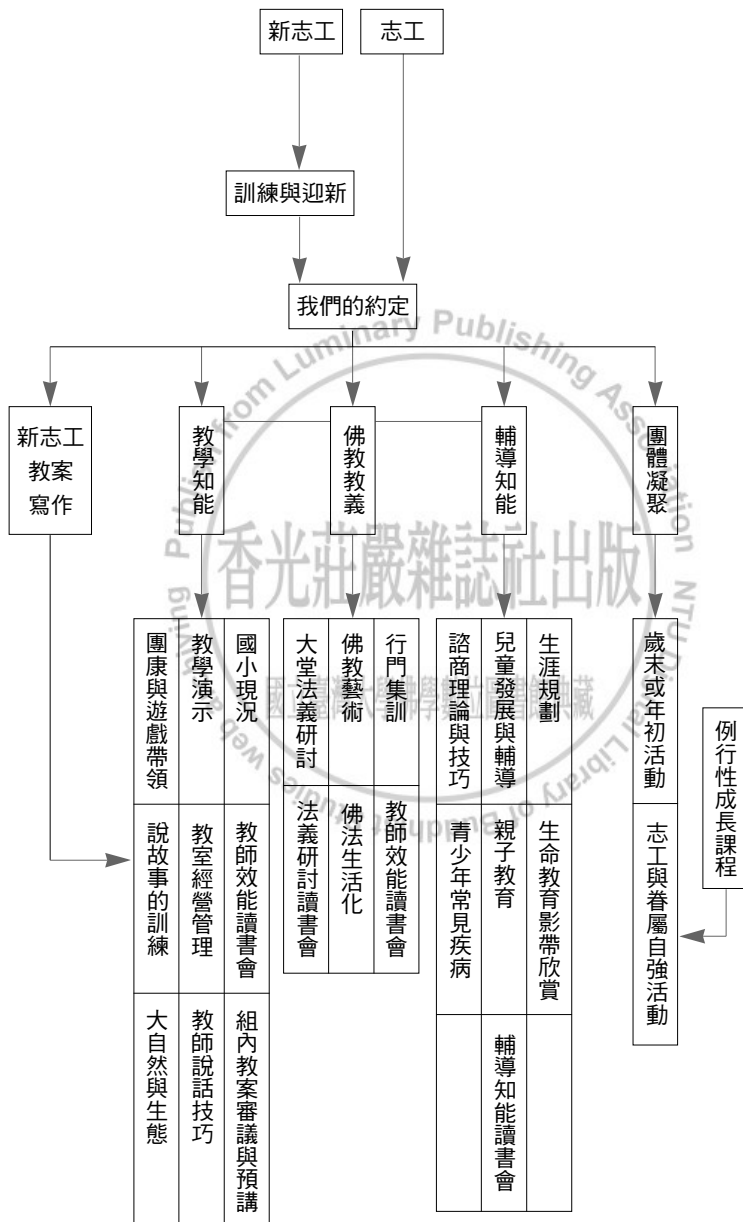 新志工
志工
訓練與迎新
我們的約定
新志工
教案
寫作
教學知能
佛教教義
輔導知能
團體凝聚
國小現況
教學演示
團康與遊戲帶領
教師效能讀書會
教室經營管理
說故事的訓練
組內教案審議與預講
教師說話技巧
大自然與生態
行門集訓
佛教藝術
大堂法義研討
教師效能讀書會
佛法生活化
法義研討讀書會
生涯規劃
兒童發展與輔導
諮商理論與技巧
生命教育影帶欣賞
親子教育
青少年常見疾病
輔導知能讀書會
歲末或年初活動
志工與眷屬自強活動
例行性成長課程
香光莊嚴雜誌社出版